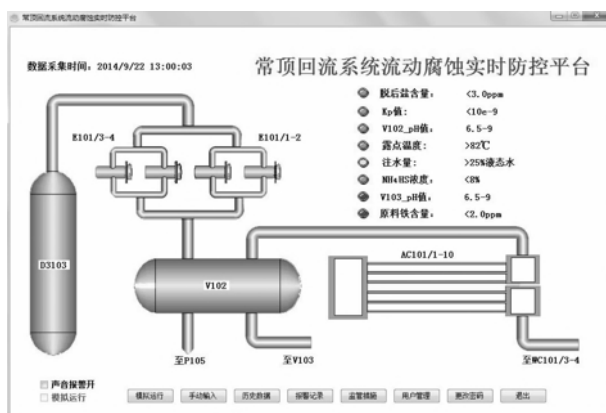 常顶回流系统流动腐蚀实时防控平台
数据采集时间：2014/9/22 13:00:03
常顶回流系统流动腐蚀实时防控平台
脱后盐含量： <3.0ppm
Kp值： <10e-9
V102_pH值： 6.5-9
露点温度： >82℃
注水量： >25%液态水
NH4HS浓度： <8%
V103_pH值： 6.5-9
原料铁含量： <2.0ppm
E101/3-4
E101/1-2
D3103
V102
AC101/1-10
至P105
至V103
至WC101/3-4
声音报警开
模拟运行
模拟运行 手动输入 历史数据 报警记录 监管措施 用户管理 更改密码 退出